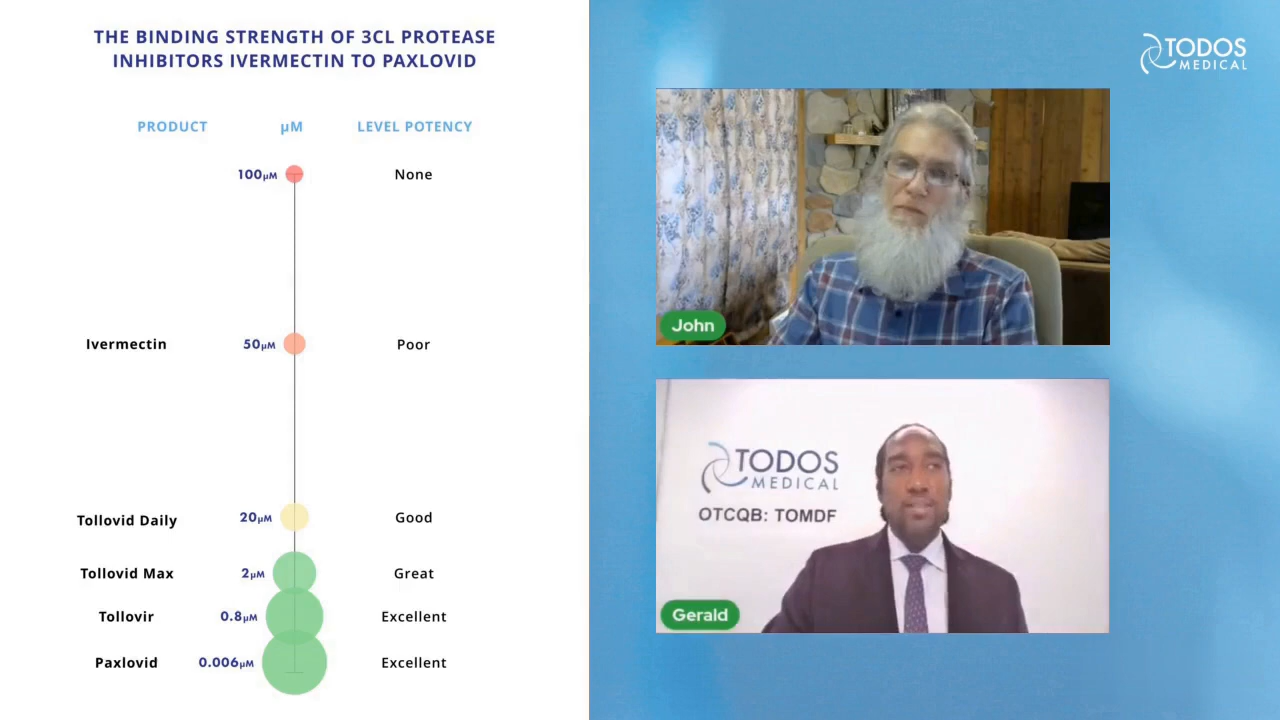 THE BINDING STRENGTH OF 3CL PROTEASE
INHIBITORS IVERMECTIN TO PAXLOVID
PRODUCT µM LEVEL POTENCY
100µM None
Ivermectin 50µM Poor
Tollovid Daily 20µM Good
Tollovid Max 2µM Great
Tollovir 0.8µM Excellent
Paxlovid 0.006µM Excellent
TODOS
MEDICAL
John
TODOS
MEDICAL
OTCQB: TOMDF
Gerald